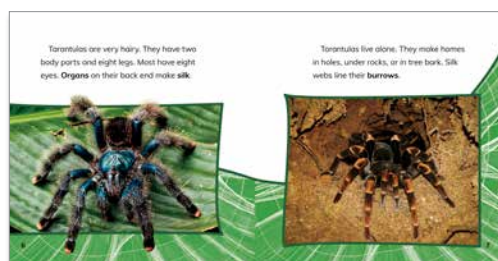 Tarantulas are very hairy. They have two
body parts and eight legs. Most have eight
eyes. Organs on their back end make silk.
Tarantulas live alone. They make homes
in holes, under rocks, or in tree bark. Silk
webs line their burrows.
6
7